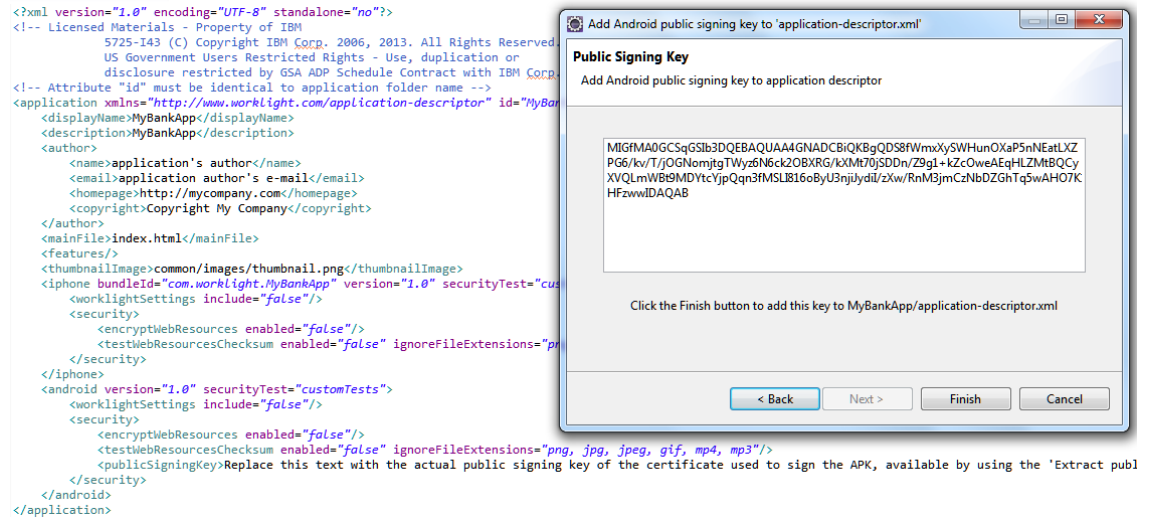 <?xml version="1.0" encoding="UTF-8" standalone="no"?>
<!-- Licensed Materials - Property of IBM
5725-I43 (C) Copyright IBM Corp. 2006, 2013. All Rights Reserved.
US Government Users Restricted Rights - Use, duplication or
disclosure restricted by GSA ADP Schedule Contract with IBM Corp.
<!-- Attribute "id" must be identical to application folder name -->
<application xmlns="http://www.worklight.com/application-descriptor" id="MyBan
<displayName>MyBankApp</displayName>
<description>MyBankApp</description>
<author>
<name>application's author</name>
<email>application author's e-mail</email>
<homepage>http://mycompany.com</homepage>
<copyright>Copyright My Company</copyright>
</author>
<mainFile>index.html</mainFile>
<features/>
<thumbnailImage>common/images/thumbnail.png</thumbnailImage>
<iphone bundleId="com.worklight.MyBankApp" version="1.0" securityTest="cus
<worklightSettings include="false"/>
<security>
<encryptWebResources enabled="false"/>
<testWebResourcesChecksum enabled="false" ignoreFileExtensions="pn
</security>
</iphone>
<android version="1.0" securityTest="customTests">
<worklightSettings include="false"/>
<security>
<encryptWebResources enabled="false"/>
<testWebResourcesChecksum enabled="false" ignoreFileExtensions="png, jpg, jpeg, gif, mp4, mp3"/>
<publicSigningKey>Replace this text with the actual public signing key of the certificate used to sign the APK, available by using the 'Extract publ
</security>
</android>
</application>
Add Android public signing key to 'application-descriptor.xml'
Public Signing Key
Add Android public signing key to application descriptor
MIGfMA0GCSqGSIb3DQEBAQUAA4GNADCBiQKBgQDS8fWmxXySWHunOXaP5nNEatLXZ
PG6/kv/T/jOGNomjtgTWyz6N6ck2OBXRG/kXMt70jSDDn/Z9g1+kZcOweAEqHLZMtBQCy
XVQLmWBt9MDYtcYjpQqn3fMSLI816oByU3njUydiI/zXw/RnM3jmCzNbDZGhTq5wAHO7K
HFzwwIDAQAB
Click the Finish button to add this key to MyBankApp/application-descriptor.xml
< Back
Next >
Finish
Cancel